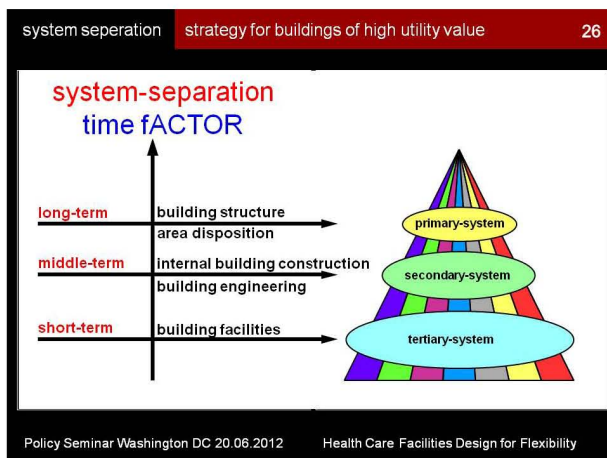 system seperation strategy for buildings of high utility value 26
system-separation
time fACTOR
long-term building structure
area disposition
primary-system
middle-term internal building construction
building engineering
secondary-system
short-term building facilities
tertiary-system
Policy Seminar Washington DC 20.06.2012 Health Care Facilities Design for Flexibility